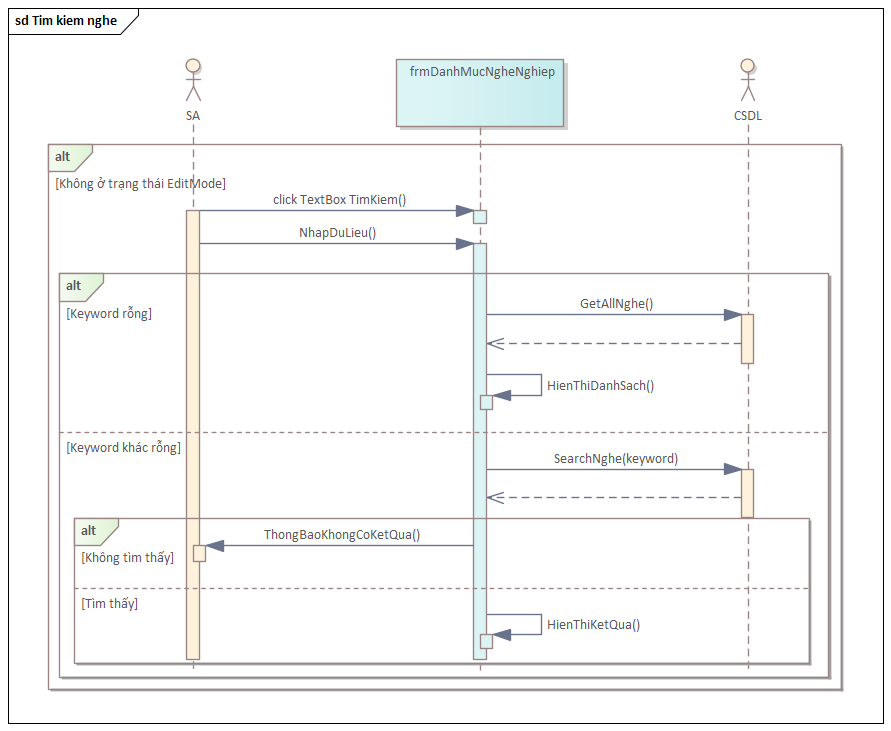 sd Tim kiem nghe
frmDanhMucNgheNghiep
SA
CSDL
alt
[Không ở trạng thái EditMode]
click TextBox TimKiem()
NhapDuLieu()
alt
[Keyword rỗng]
GetAllNghe()
HienThiDanhSach()
[Keyword khác rỗng]
SearchNghe(keyword)
alt
ThongBaoKhongCoKetQua()
[Không tìm thấy]
[Tìm thấy]
HienThiKetQua()